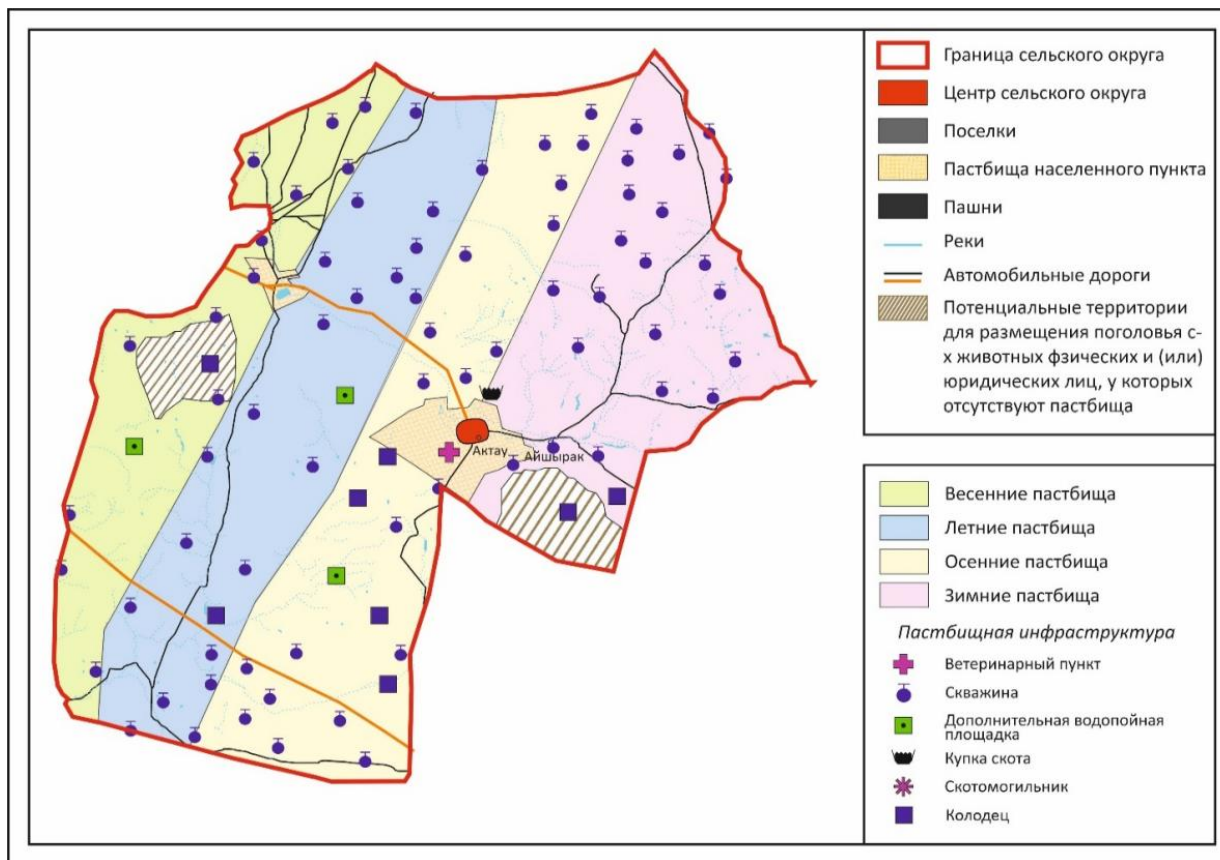 Граница сельского округа
Центр сельского округа
Поселки
Пастбища населенного пункта
Пашни
Реки
Автомобильные дороги
Потенциальные территории
для размещения поголовья с-
х животных фзических и (или)
юридических лиц, у которых
отсутствуют пастбища
Актау
Айшырак
Весенние пастбища
Летние пастбища
Осенние пастбища
Зимние пастбища
Пастбищная инфраструктура
Ветеринарный пункт
Скважина
Дополнительная водопойная
площадка
Купка скота
Скотомогильник
Колодец